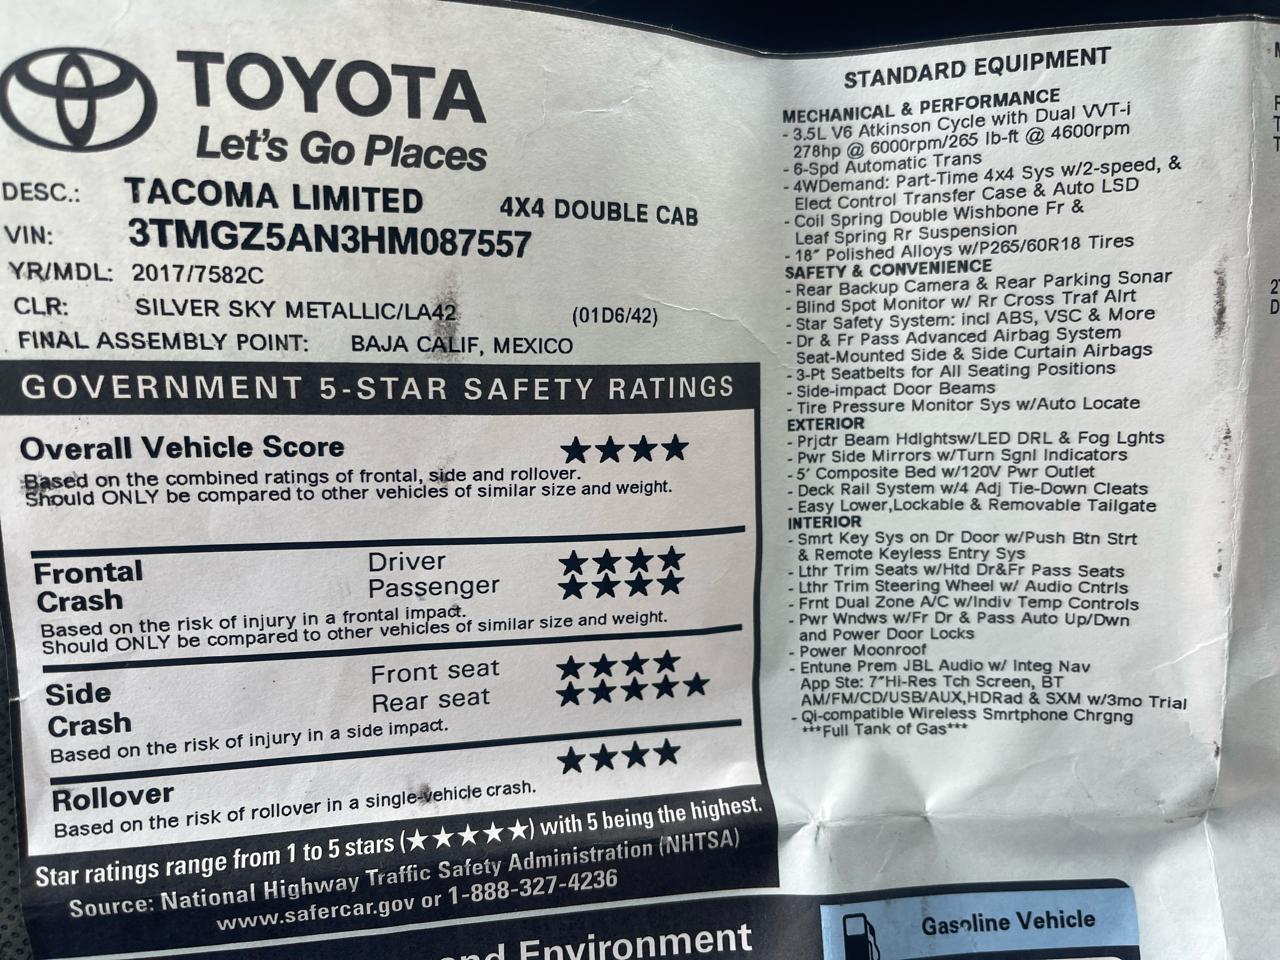 TOYOTA
Let's Go Places
DESC.: TACOMA LIMITED 4X4 DOUBLE CAB
VIN: 3TMGZ5AN3HM087557
YR/MDL: 2017/7582C
CLR: SILVER SKY METALLIC/LA42 (01D6/42)
FINAL ASSEMBLY POINT: BAJA CALIF, MEXICO
GOVERNMENT 5-STAR SAFETY RATINGS
Overall Vehicle Score ★★★★
Based on the combined ratings of frontal, side and rollover.
Should ONLY be compared to other vehicles of similar size and weight.
Frontal Driver ★★★★
Crash Passenger ★★★★
Based on the risk of injury in a frontal impact.
Should ONLY be compared to other vehicles of similar size and weight.
Side Front seat ★★★★
Crash Rear seat ★★★★★
Based on the risk of injury in a side impact.
Rollover ★★★★
Based on the risk of rollover in a single-vehicle crash.
Star ratings range from 1 to 5 stars (★★★★★) with 5 being the highest.
Source: National Highway Traffic Safety Administration (NHTSA)
www.safercar.gov or 1-888-327-4236
Environment
STANDARD EQUIPMENT
MECHANICAL & PERFORMANCE
- 3.5L V6 Atkinson Cycle with Dual VVT-i
278hp @ 6000rpm/265 lb-ft @ 4600rpm
- 6-Spd Automatic Trans
- 4WDemand: Part-Time 4x4 Sys w/2-speed, &
Elect Control Transfer Case & Auto LSD
- Coil Spring Double Wishbone Fr &
Leaf Spring Rr Suspension
- 18" Polished Alloys w/P265/60R18 Tires
SAFETY & CONVENIENCE
- Rear Backup Camera & Rear Parking Sonar
- Blind Spot Monitor w/ Rr Cross Traf Alrt
- Star Safety System: incl ABS, VSC & More
- Dr & Fr Pass Advanced Airbag System
Seat-Mounted Side & Side Curtain Airbags
- 3-Pt Seatbelts for All Seating Positions
- Side-impact Door Beams
- Tire Pressure Monitor Sys w/Auto Locate
EXTERIOR
- Prjctr Beam Hdlghtsw/LED DRL & Fog Lghts
- Pwr Side Mirrors w/Turn Sgnl Indicators
- 5' Composite Bed w/120V Pwr Outlet
- Deck Rail System w/4 Adj Tie-Down Cleats
- Easy Lower,Lockable & Removable Tailgate
INTERIOR
- Smrt Key Sys on Dr Door w/Push Btn Strt
& Remote Keyless Entry Sys
- Lthr Trim Seats w/Htd Dr&Fr Pass Seats
- Lthr Trim Steering Wheel w/ Audio Cntrls
- Frnt Dual Zone A/C w/Indiv Temp Controls
- Pwr Wndws w/Fr Dr & Pass Auto Up/Dwn
and Power Door Locks
- Power Moonroof
- Entune Prem JBL Audio w/ Integ Nav
App Ste: 7"Hi-Res Tch Screen, BT
AM/FM/CD/USB/AUX,HDRad & SXM w/3mo Trial
- Qi-compatible Wireless Smrtphone Chrgng
***Full Tank of Gas***
Gasoline Vehicle